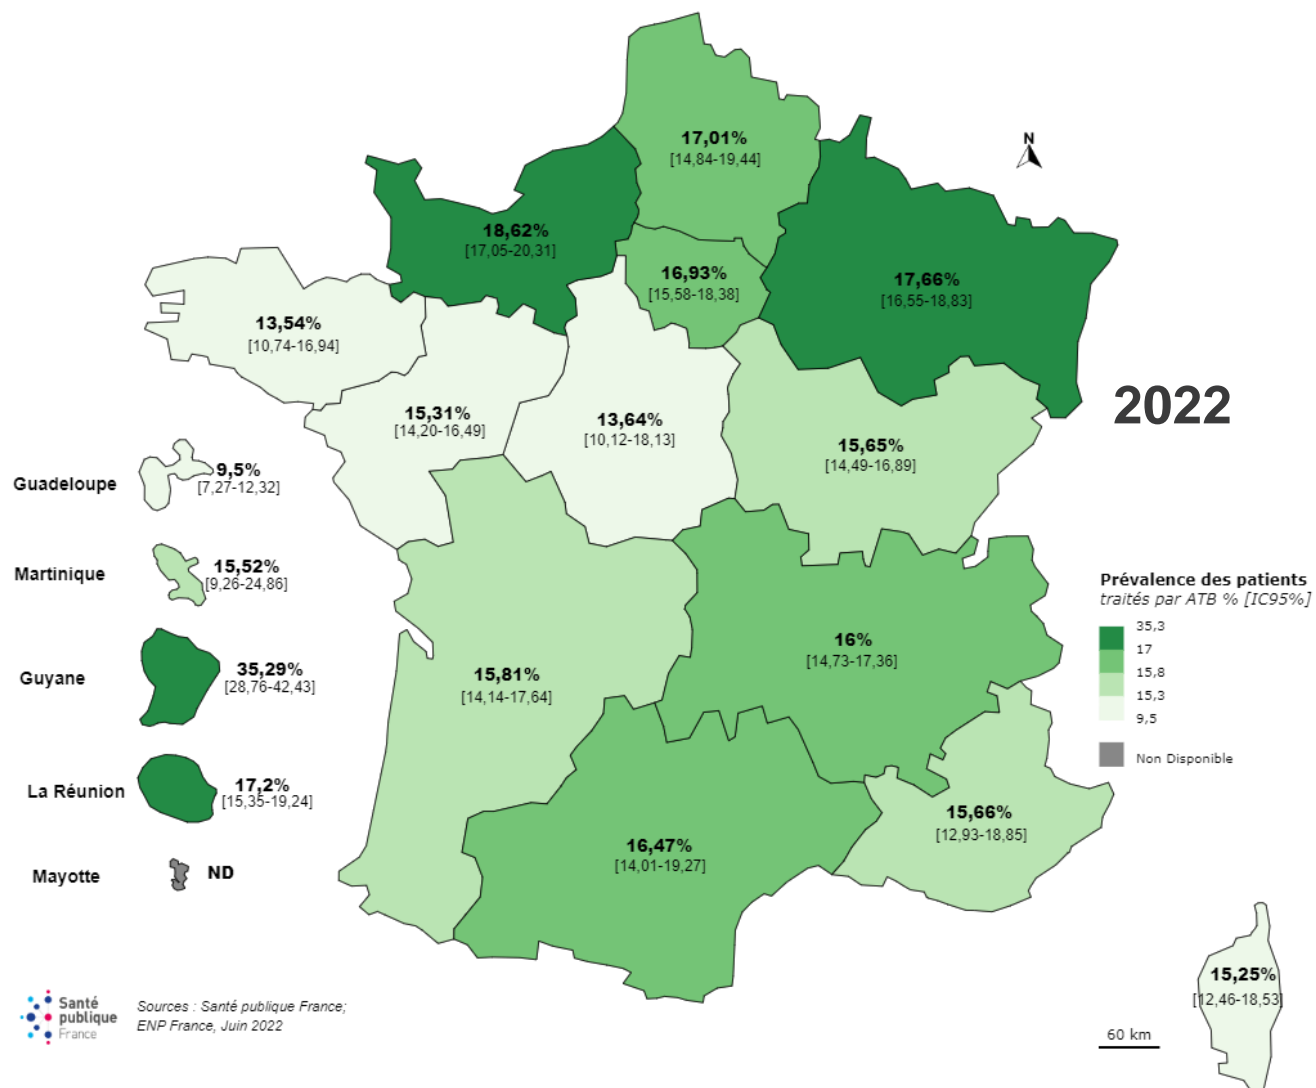 17,01%
[14,84-19,44]
N
18,62%
[17,05-20,31]
16,93%
[15,58-18,38]
17,66%
[16,55-18,83]
13,54%
[10,74-16,94]
15,31%
[14,20-16,49]
13,64%
[10,12-18,13]
2022
15,65%
[14,49-16,89]
Guadeloupe
9,5%
[7,27-12,32]
Martinique
15,52%
[9,26-24,86]
Guyane
35,29%
[28,76-42,43]
La Réunion
17,2%
[15,35-19,24]
Mayotte
ND
15,81%
[14,14-17,64]
16%
[14,73-17,36]
16,47%
[14,01-19,27]
15,66%
[12,93-18,85]
Prévalence des patients
traités par ATB % [IC95%]
35,3
17
15,8
15,3
9,5
Non Disponible
15,25%
[12,46-18,53]
60 km
Santé
publique
France
Sources : Santé publique France;
ENP France, Juin 2022